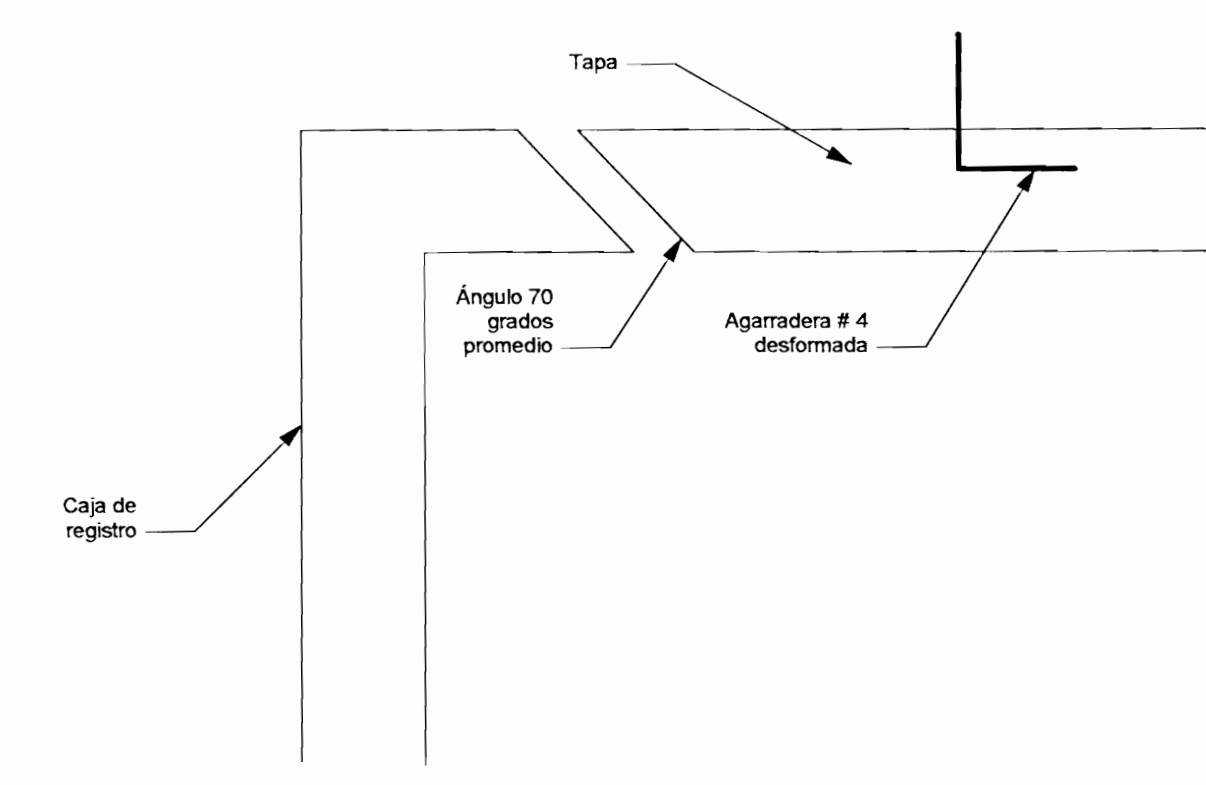 Tapa
Ángulo 70
grados
promedio
Agarradera # 4
desformada
Caja de
registro